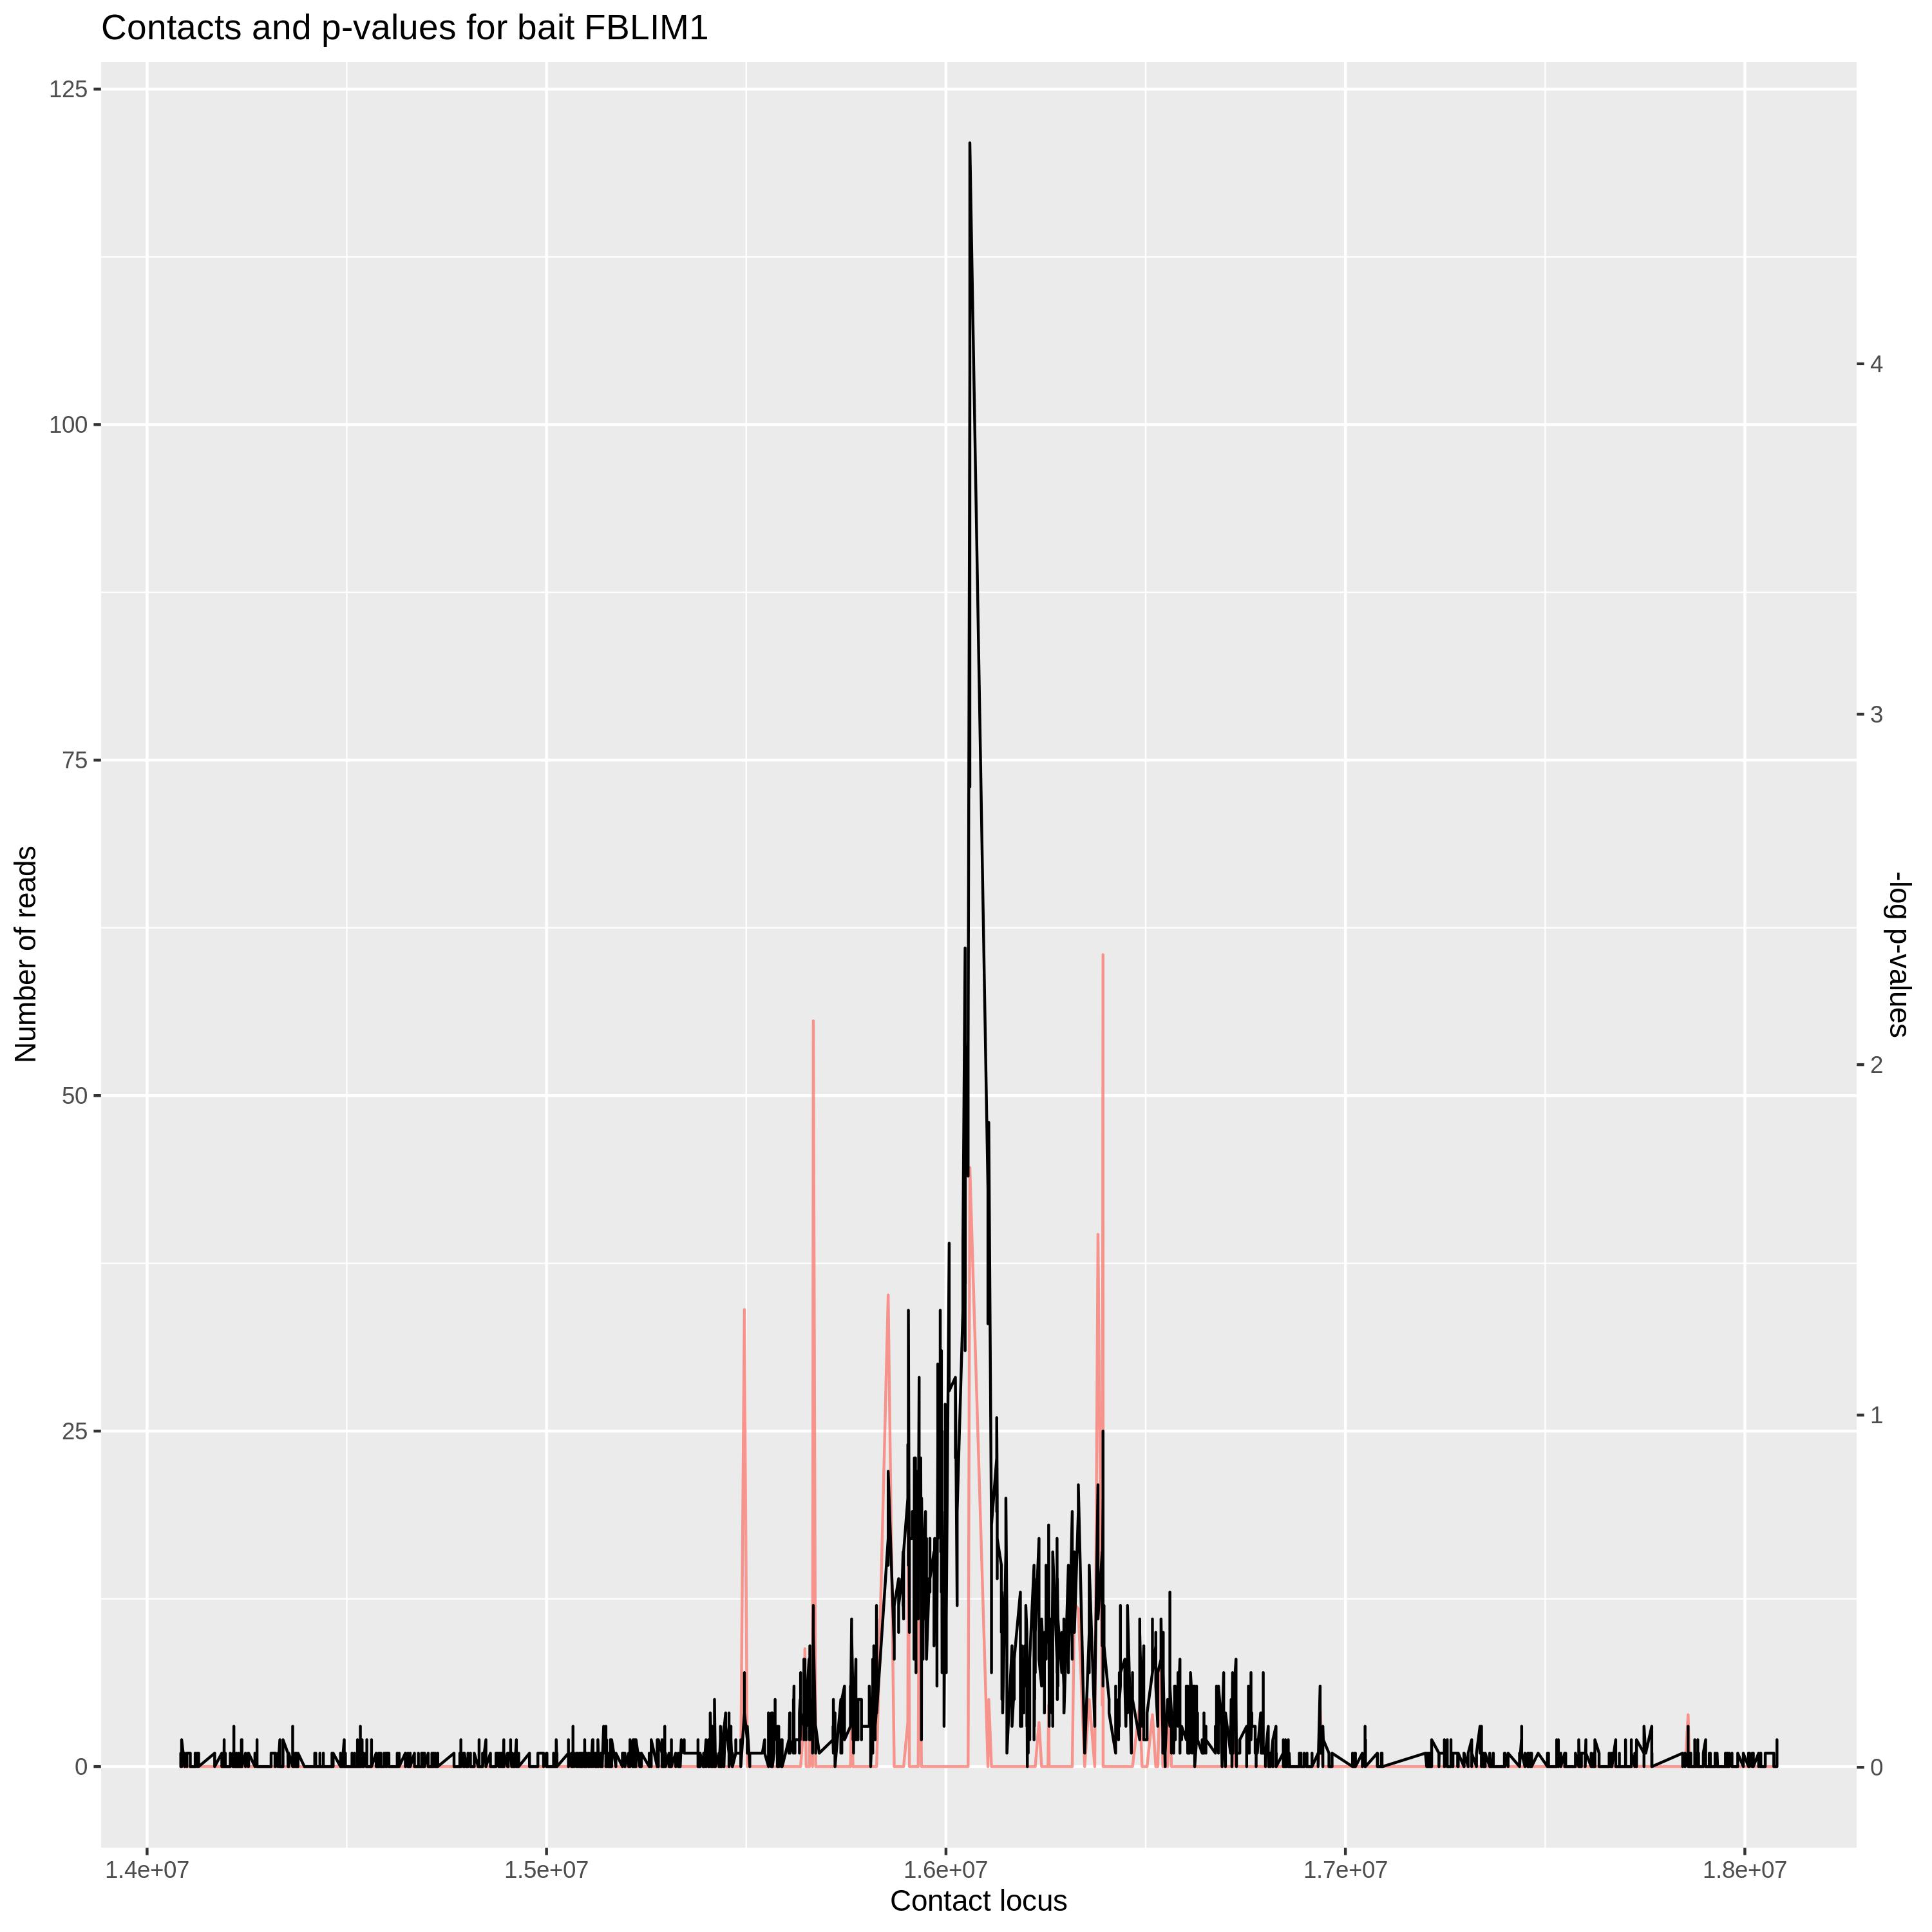 Contacts and p-values for bait FBLIM1
125
100
75
50
25
0
Number of reads
4
3
2
1
0
-log p-values
1.4e+07 1.5e+07 1.6e+07 1.7e+07 1.8e+07
Contact locus